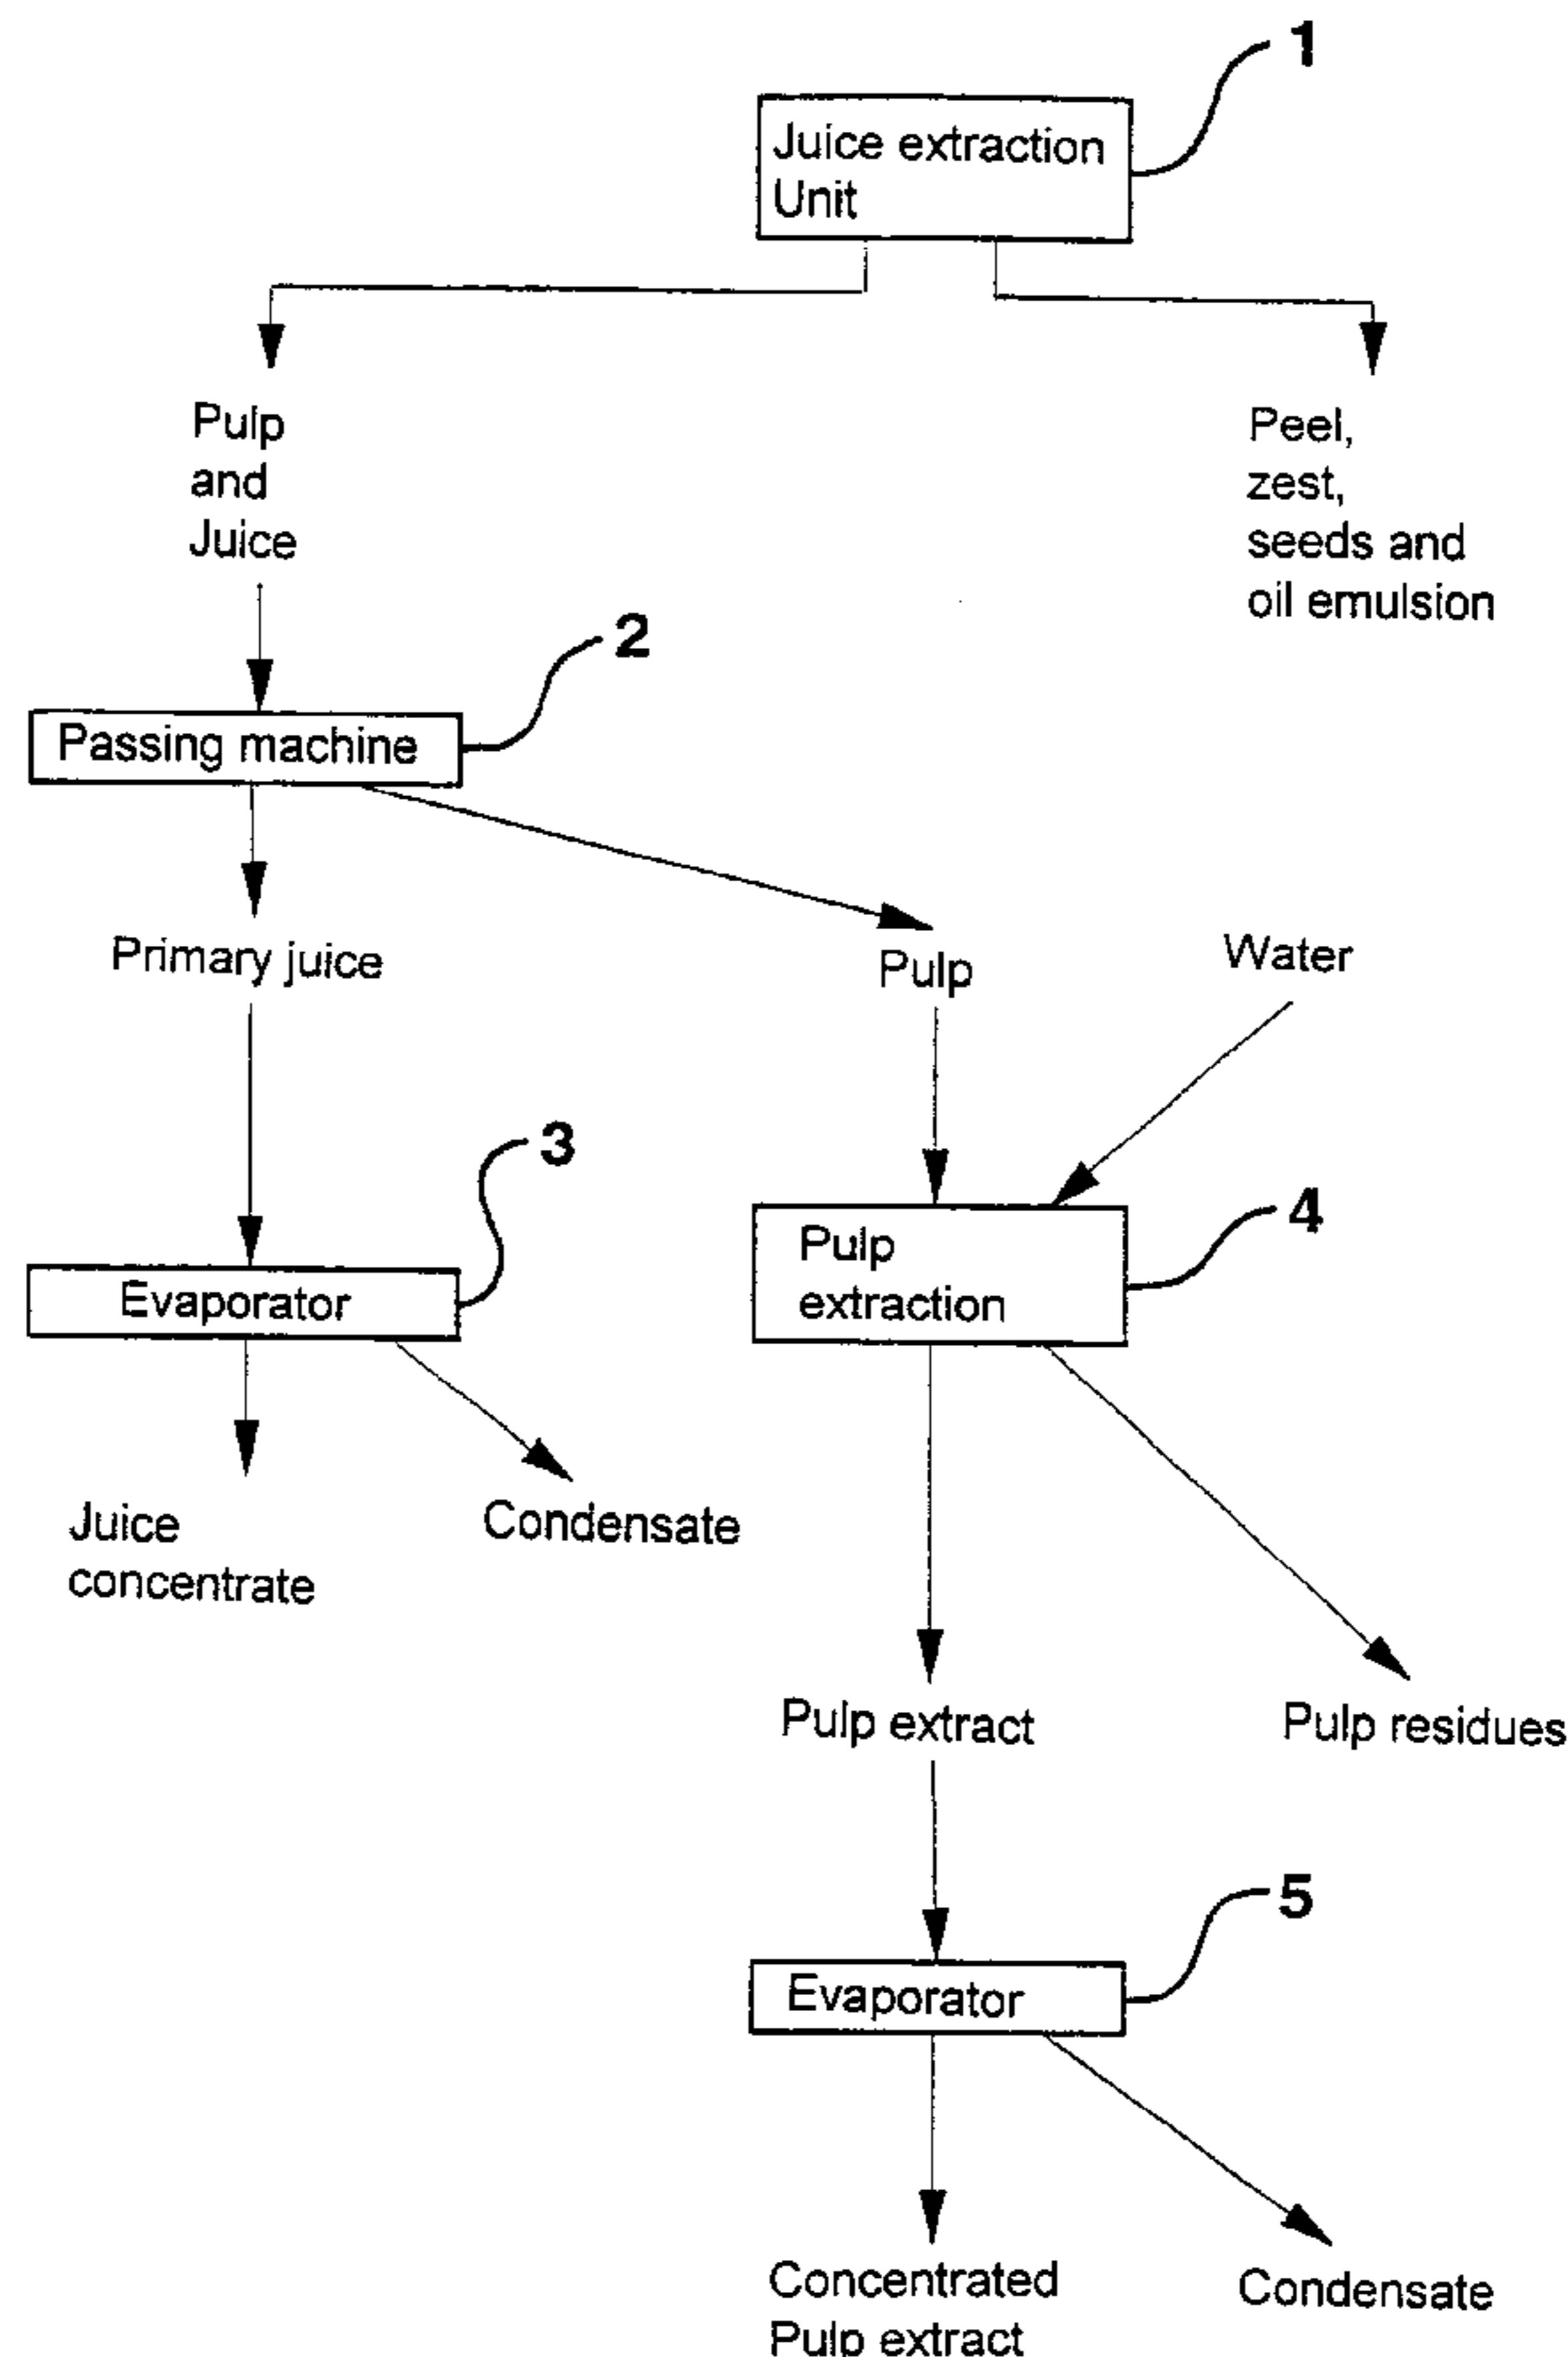 1
Juice extraction
Unit
Pulp
and
Juice
Peel,
zest,
seeds and
oil emulsion
2
Passing machine
Primary juice
Pulp
Water
3
Evaporator
4
Pulp
extraction
Juice
concentrate
Condensate
Pulp extract
Pulp residues
5
Evaporator
Concentrated
Pulp extract
Condensate